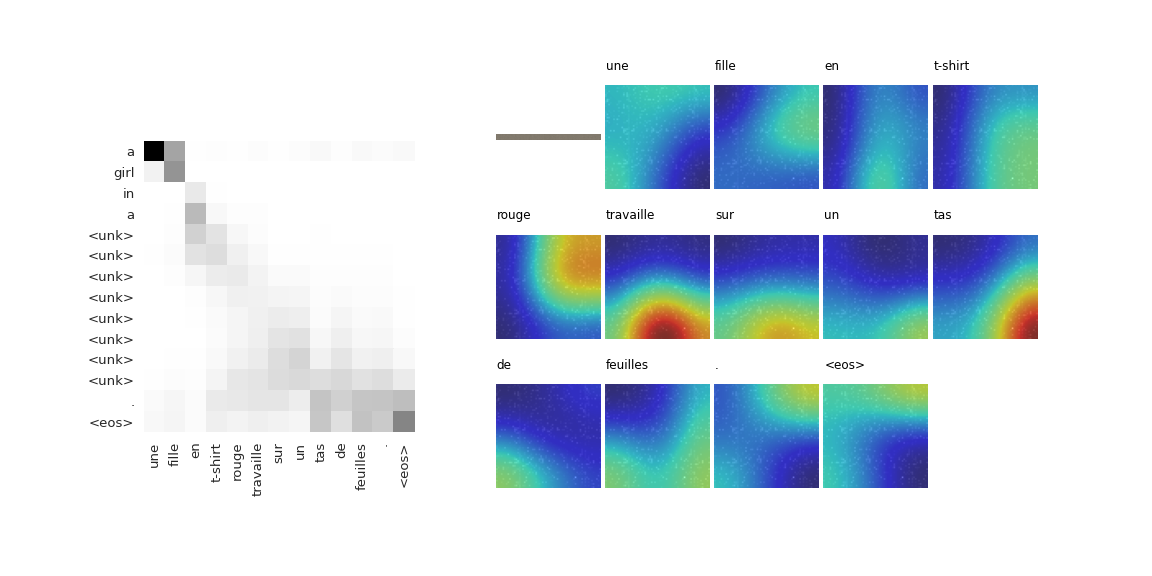 a
girl
in
a
<unk>
<unk>
<unk>
<unk>
<unk>
<unk>
<unk>
<unk>
.
<eos>
une
fille
en
t-shirt
rouge
travaille
sur
un
tas
de
feuilles
.
<eos>
une fille en t-shirt
rouge travaille sur un tas
de feuilles . <eos>